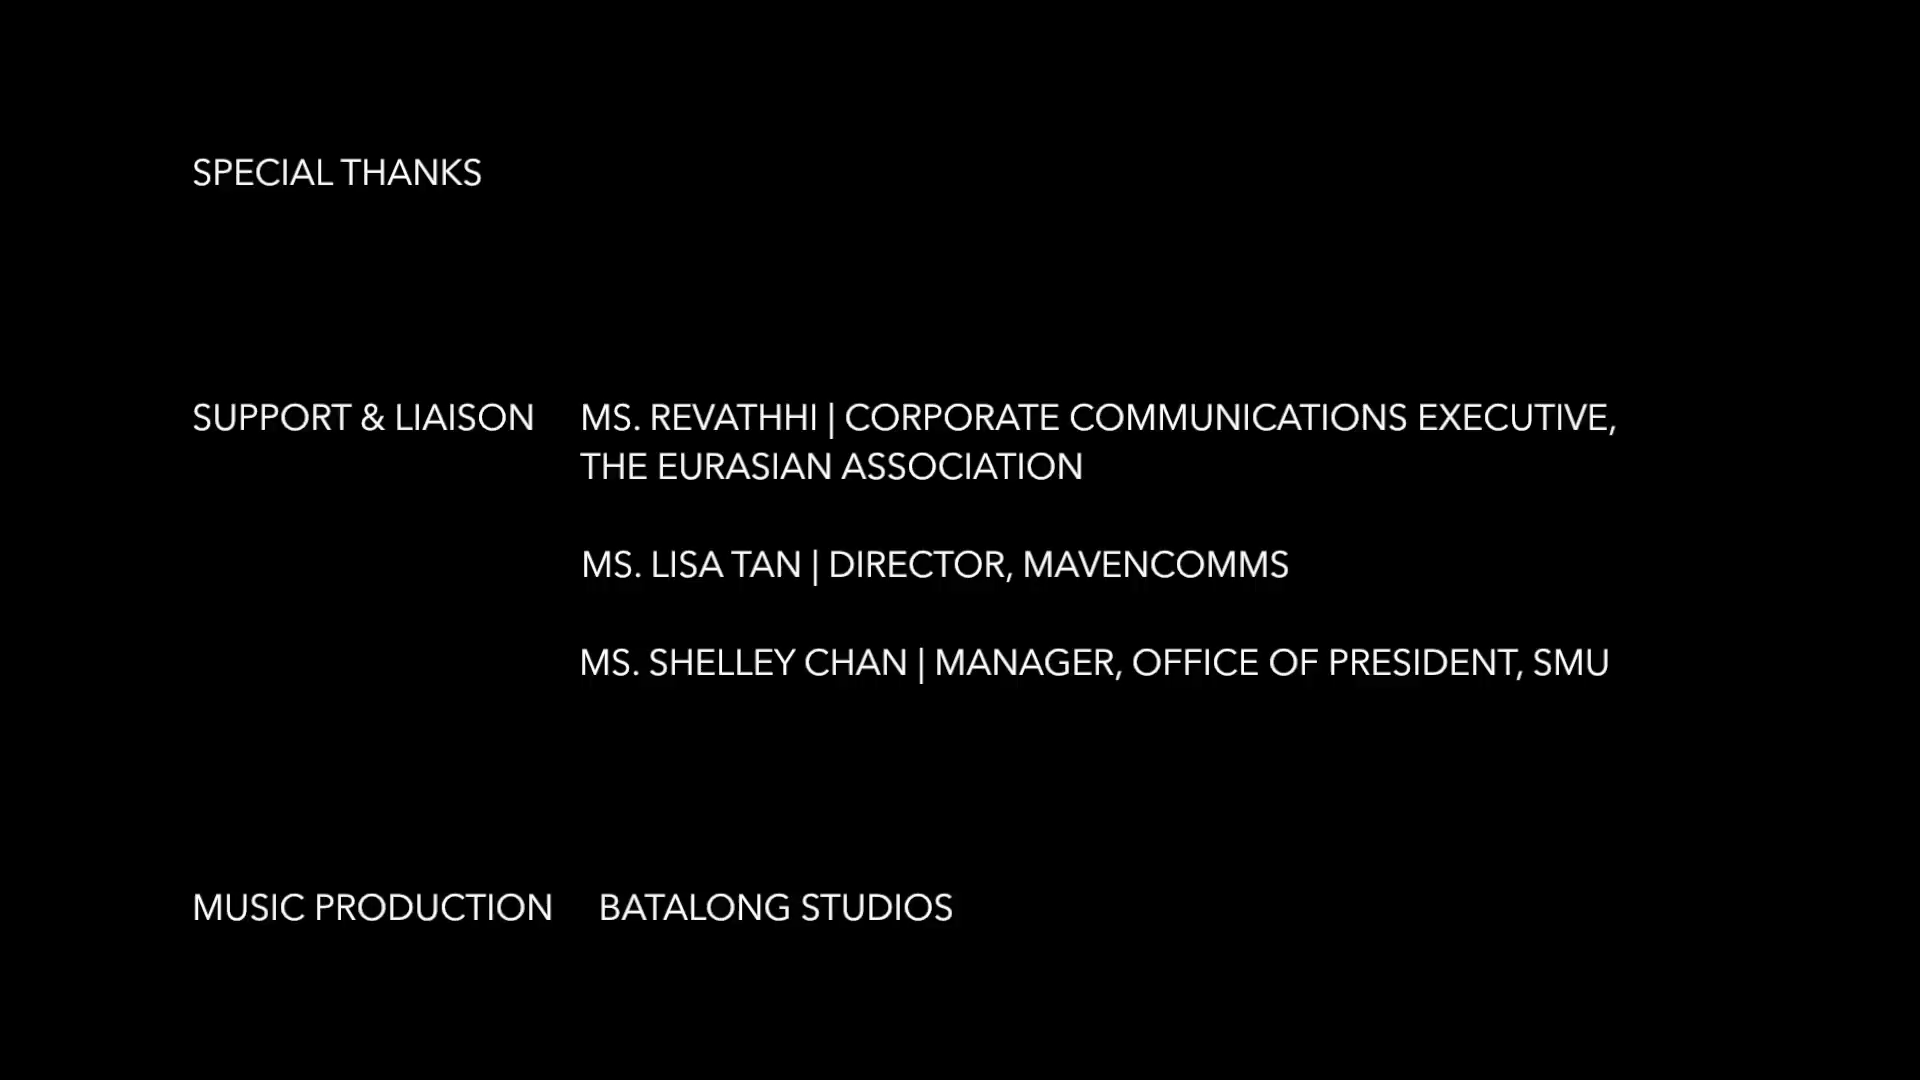 SPECIAL THANKS
SUPPORT & LIAISON MS. REVATHHI | CORPORATE COMMUNICATIONS EXECUTIVE,
THE EURASIAN ASSOCIATION
MS. LISA TAN | DIRECTOR, MAVENCOMMS
MS. SHELLEY CHAN | MANAGER, OFFICE OF PRESIDENT, SMU
MUSIC PRODUCTION BATALONG STUDIOS